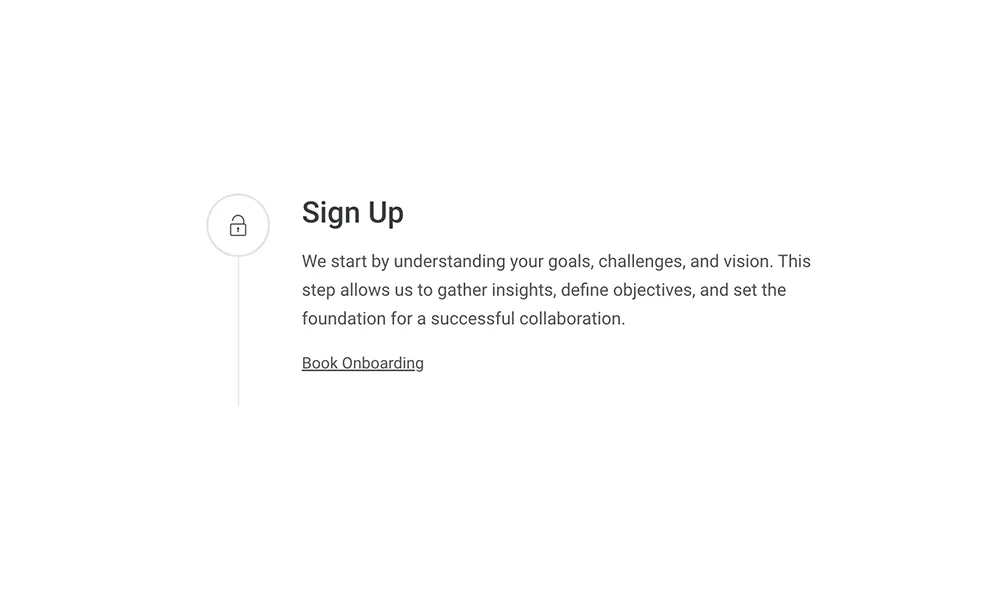 Sign Up
We start by understanding your goals, challenges, and vision. This
step allows us to gather insights, define objectives, and set the
foundation for a successful collaboration.
Book Onboarding